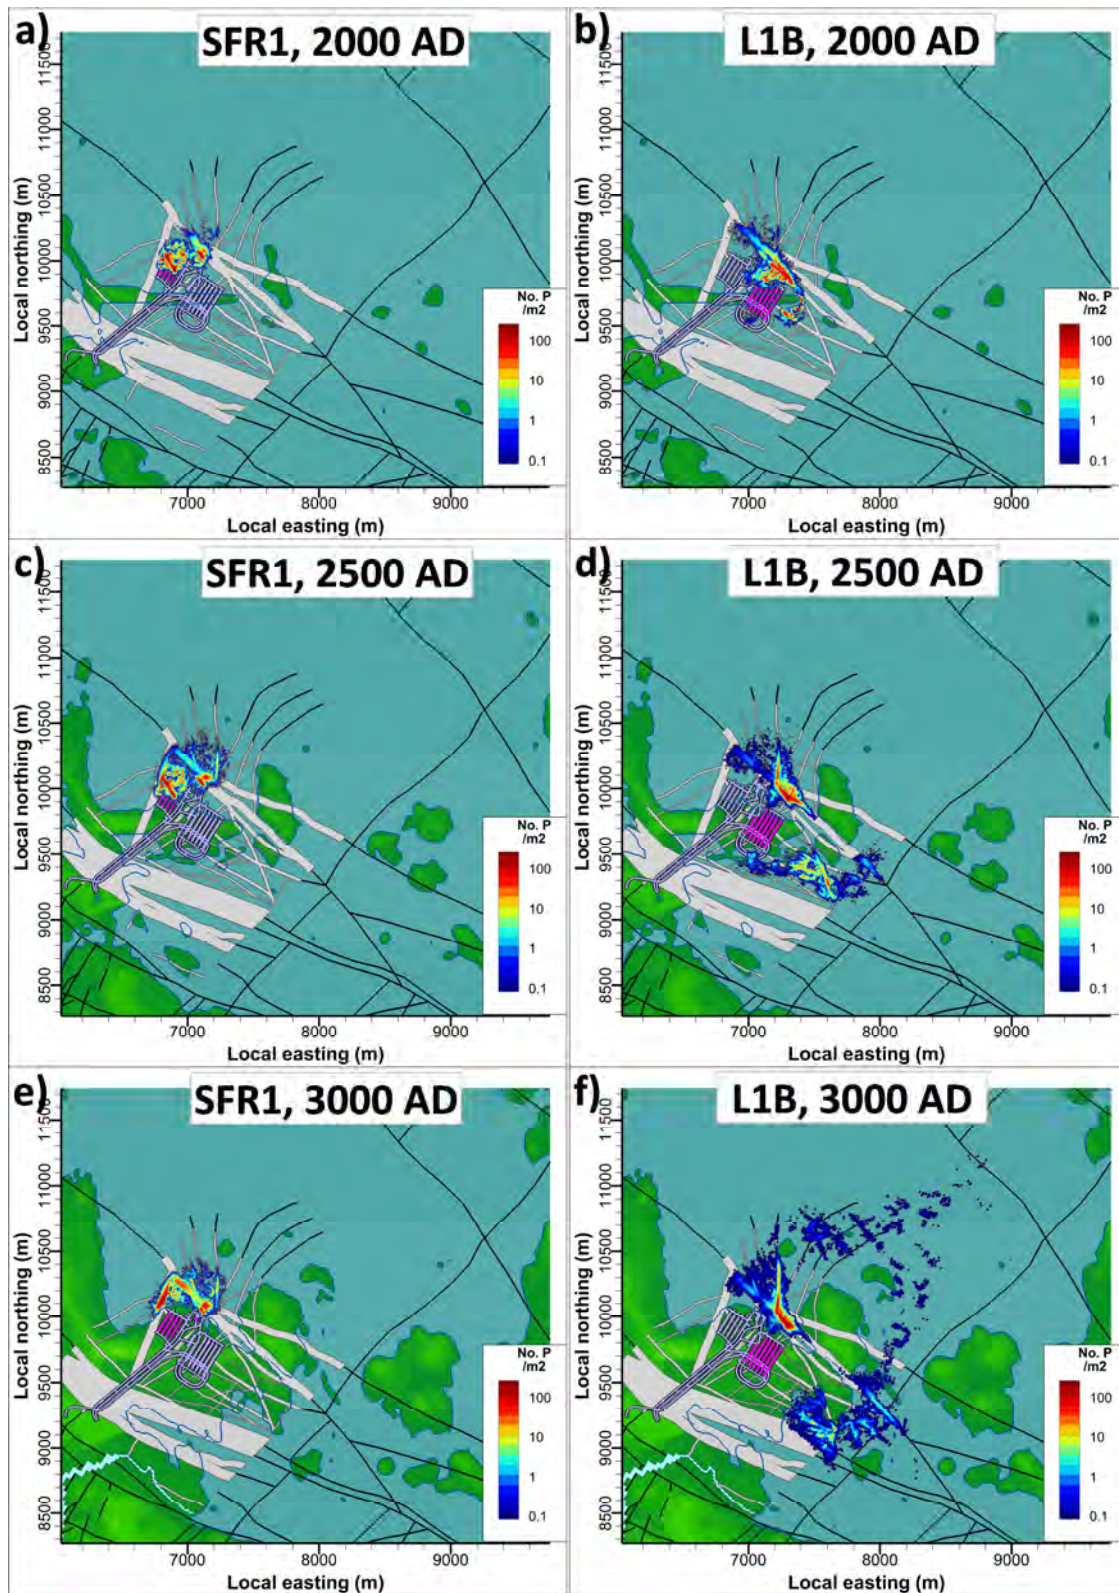 a)
SFR1, 2000 AD
Local northing (m)
11500
11000
10500
10000
9500
9000
8500
No. P
/m2
100
10
1
0.1
7000
8000
9000
Local easting (m)
b)
L1B, 2000 AD
Local northing (m)
11500
11000
10500
10000
9500
9000
8500
No. P
/m2
100
10
1
0.1
7000
8000
9000
Local easting (m)
c)
SFR1, 2500 AD
Local northing (m)
11500
11000
10500
10000
9500
9000
8500
No. P
/m2
100
10
1
0.1
7000
8000
9000
Local easting (m)
d)
L1B, 2500 AD
Local northing (m)
11500
11000
10500
10000
9500
9000
8500
No. P
/m2
100
10
1
0.1
7000
8000
9000
Local easting (m)
e)
SFR1, 3000 AD
Local northing (m)
11500
11000
10500
10000
9500
9000
8500
No. P
/m2
100
10
1
0.1
7000
8000
9000
Local easting (m)
f)
L1B, 3000 AD
Local northing (m)
11500
11000
10500
10000
9500
9000
8500
No. P
/m2
100
10
1
0.1
7000
8000
9000
Local easting (m)